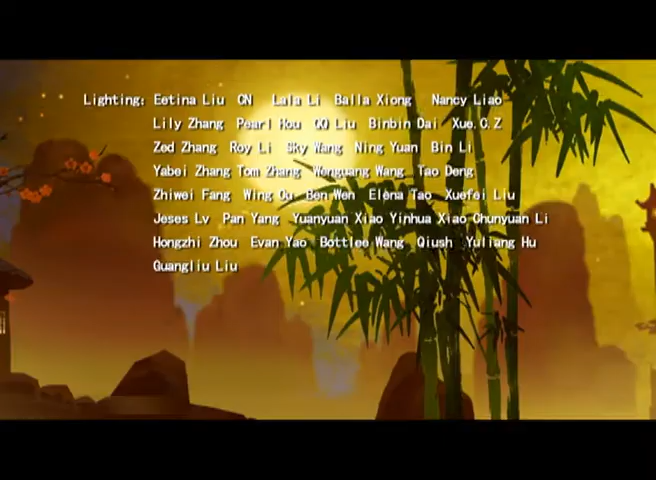 Lighting: Eetina Liu CN Lala Li Balla Xiong Nancy Liao
Lily Zhang Pearl Hou QQ Liu Binbin Dai Xue.C.Z
Zed Zhang Roy Li Sky Wang Ning Yuan Bin Li
Yabei Zhang Tom Zhang Wenguang Wang Tao Deng
Zhiwei Fang Wing Ou Ben Wen Elena Tao Xuefei Liu
Jeses Lv Pan Yang Yuanyuan Xiao Yinhua Xiao Chunyuan Li
Hongzhi Zhou Evan Yao Bottlee Wang Qiush Yuliang Hu
Guangliu Liu